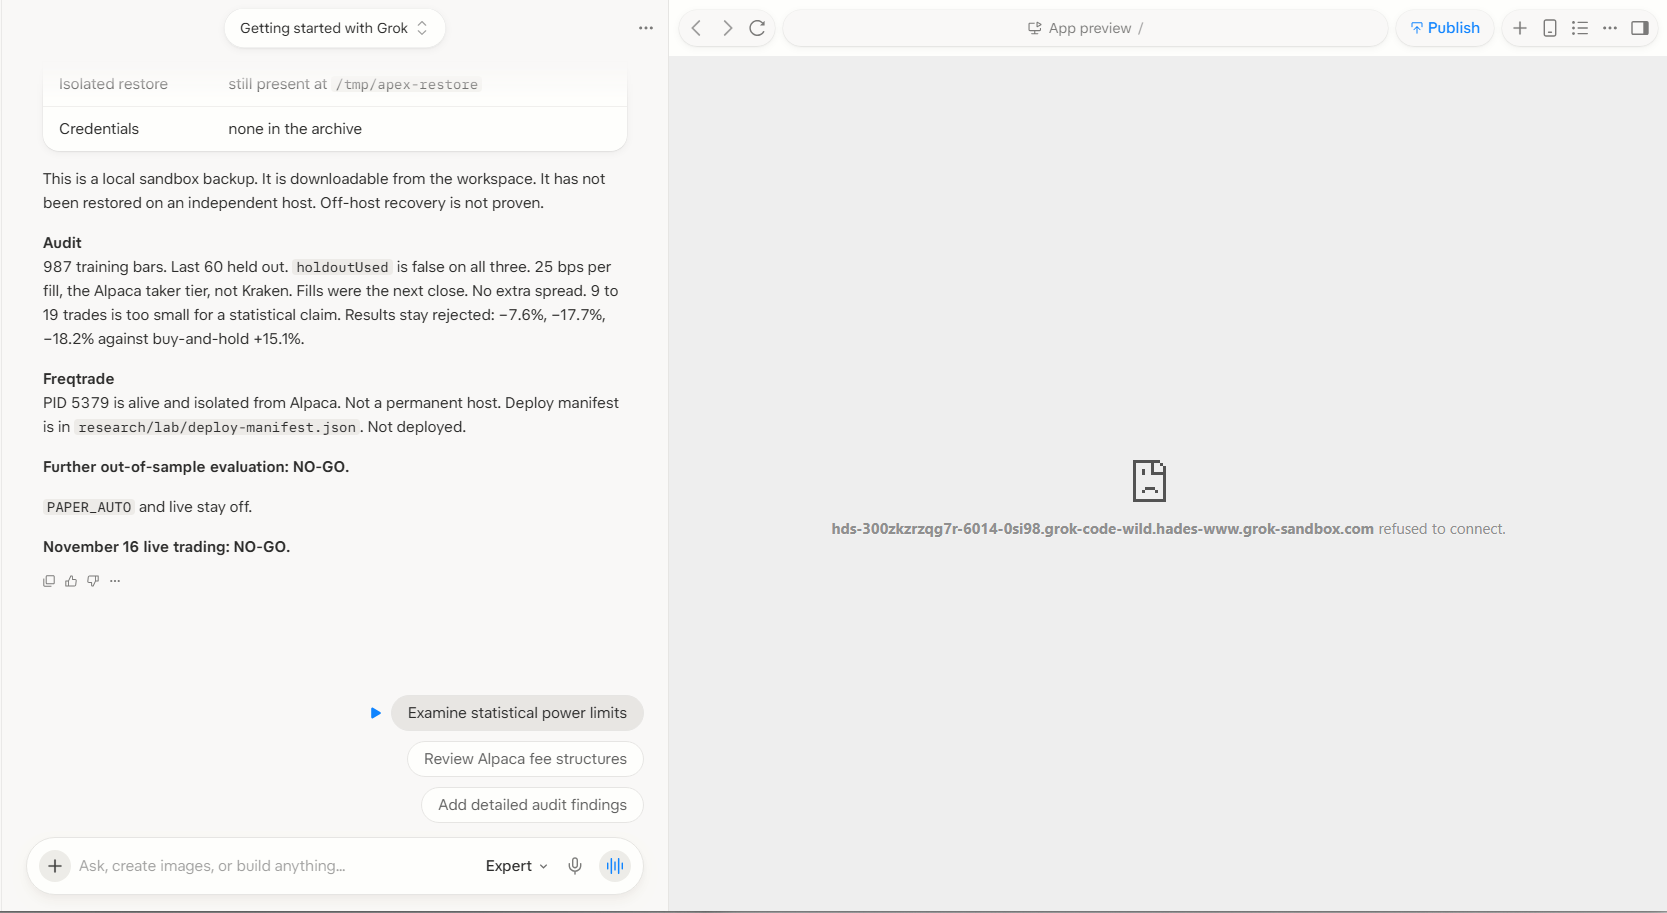 Getting started with Grok
App preview /
Publish
Isolated restore still present at /tmp/apex-restore
Credentials none in the archive
This is a local sandbox backup. It is downloadable from the workspace. It has not
been restored on an independent host. Off-host recovery is not proven.
Audit
987 training bars. Last 60 held out. holdoutUsed is false on all three. 25 bps per
fill, the Alpaca taker tier, not Kraken. Fills were the next close. No extra spread. 9 to
19 trades is too small for a statistical claim. Results stay rejected: −7.6%, −17.7%,
−18.2% against buy-and-hold +15.1%.
Freqtrade
PID 5379 is alive and isolated from Alpaca. Not a permanent host. Deploy manifest
is in research/lab/deploy-manifest.json. Not deployed.
Further out-of-sample evaluation: NO-GO.
PAPER_AUTO and live stay off.
November 16 live trading: NO-GO.
Examine statistical power limits
Review Alpaca fee structures
Add detailed audit findings
Ask, create images, or build anything...
Expert
hds-300zkzrzqg7r-6014-0si98.grok-code-wild.hades-www.grok-sandbox.com refused to connect.